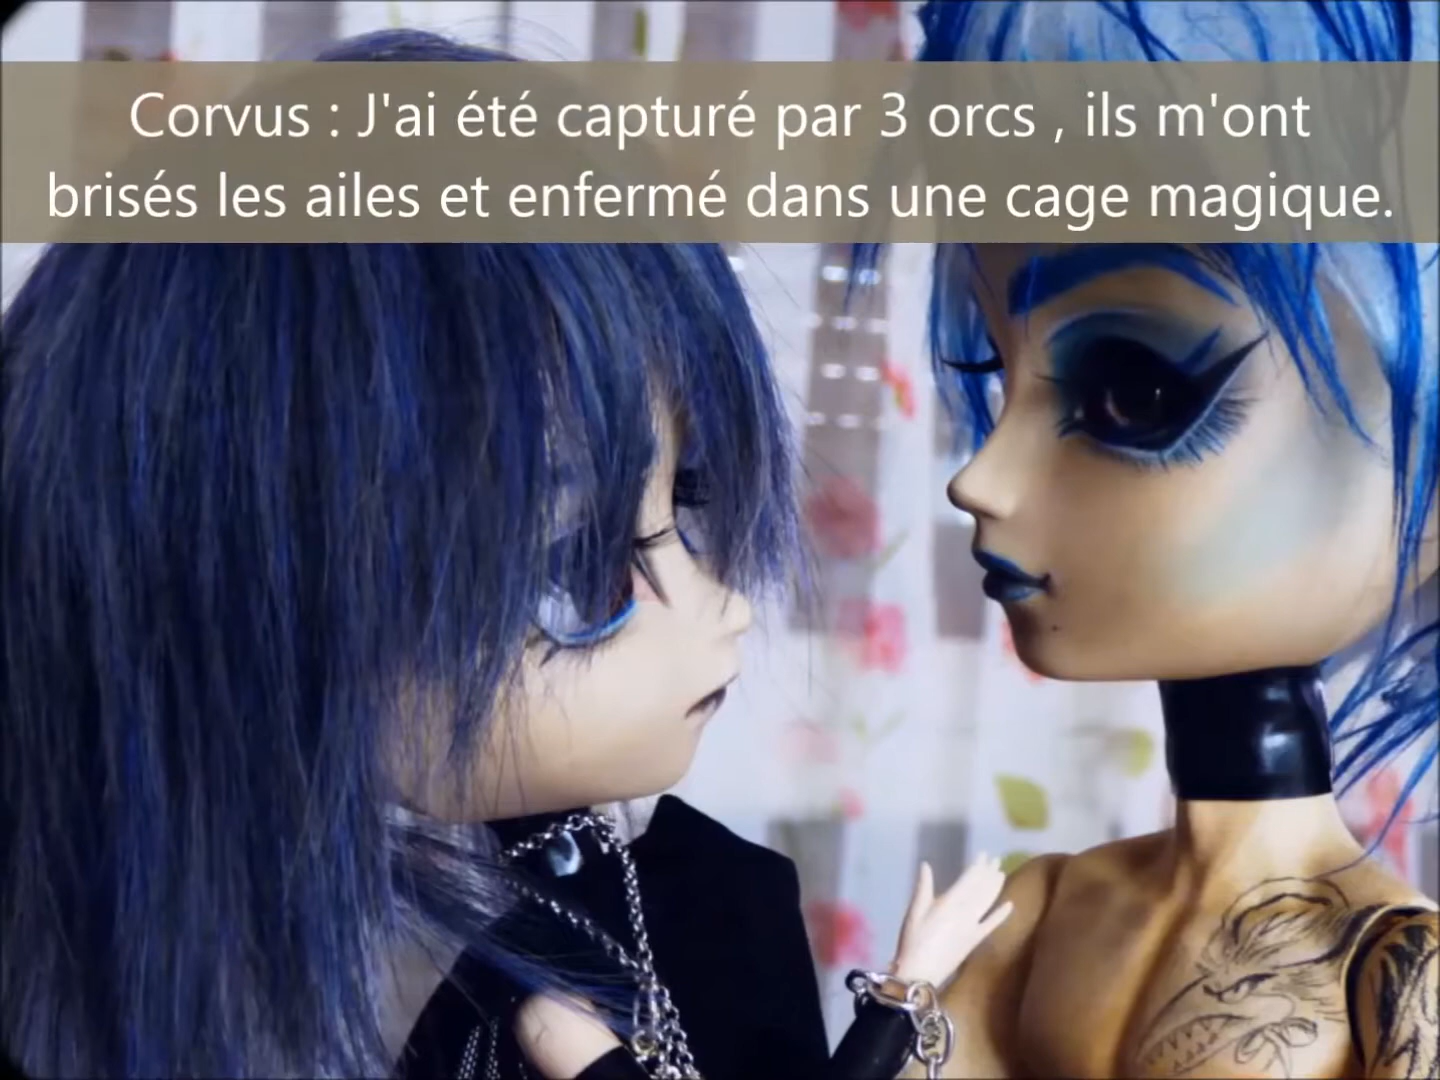 Corvus : J'ai été capturé par 3 orcs , ils m'ont
brisés les ailes et enfermé dans une cage magique.